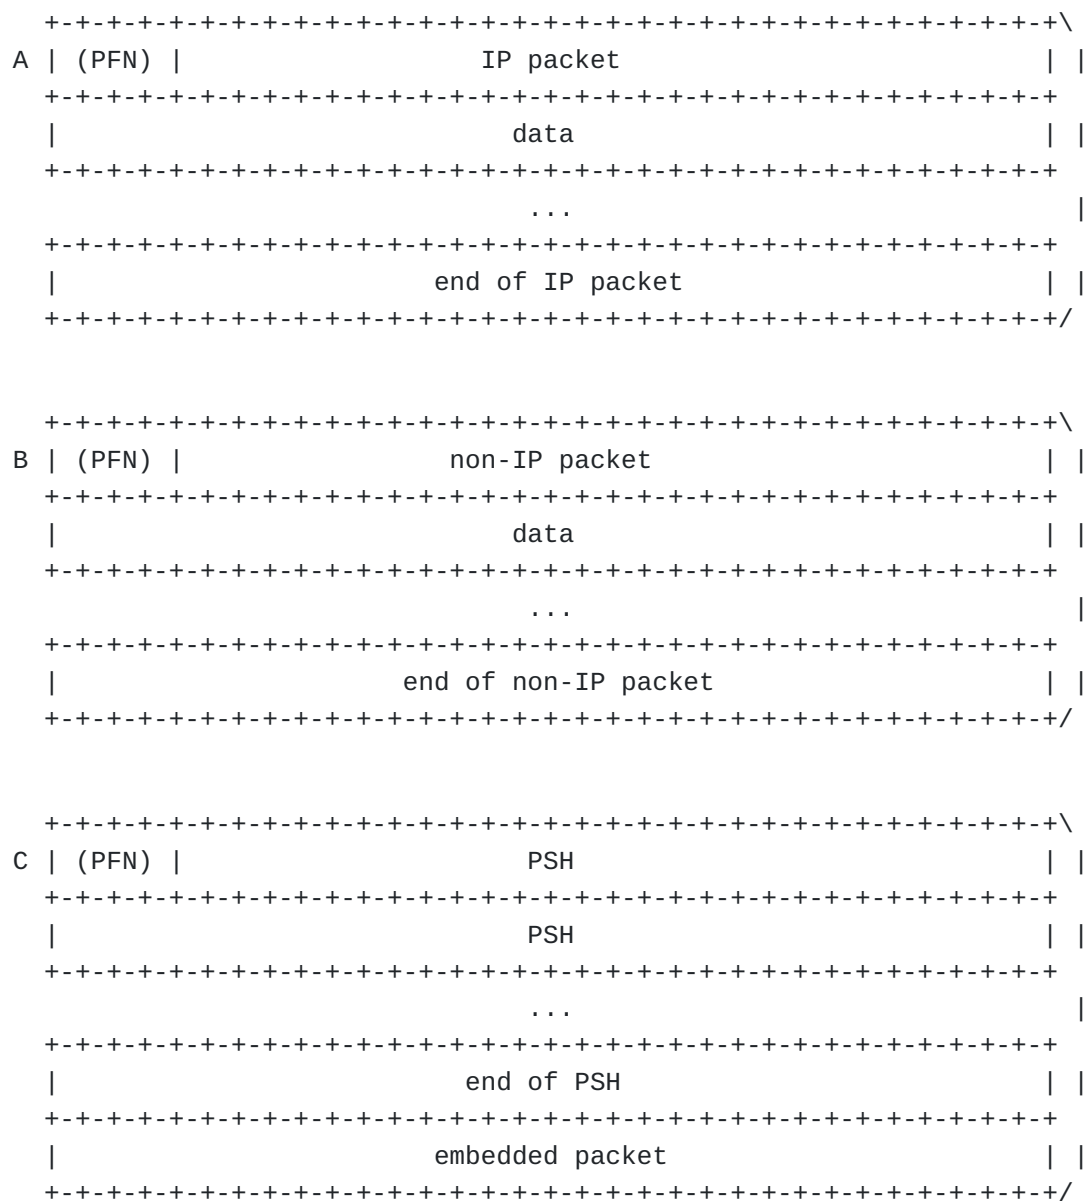 +-+-+-+-+-+-+-+-+-+-+-+-+-+-+-+-+-+-+-+-+-+-+-+-+-+-+-+-+-+-+-+-+\
A | (PFN) |                   IP packet                           | |
  +-+-+-+-+-+-+-+-+-+-+-+-+-+-+-+-+-+-+-+-+-+-+-+-+-+-+-+-+-+-+-+-+
  |                             data                              | |
  +-+-+-+-+-+-+-+-+-+-+-+-+-+-+-+-+-+-+-+-+-+-+-+-+-+-+-+-+-+-+-+-+
                                 ...                                |
  +-+-+-+-+-+-+-+-+-+-+-+-+-+-+-+-+-+-+-+-+-+-+-+-+-+-+-+-+-+-+-+-+
  |                        end of IP packet                       | |
  +-+-+-+-+-+-+-+-+-+-+-+-+-+-+-+-+-+-+-+-+-+-+-+-+-+-+-+-+-+-+-+-+/
  +-+-+-+-+-+-+-+-+-+-+-+-+-+-+-+-+-+-+-+-+-+-+-+-+-+-+-+-+-+-+-+-+\
B | (PFN) |                 non-IP packet                         | |
  +-+-+-+-+-+-+-+-+-+-+-+-+-+-+-+-+-+-+-+-+-+-+-+-+-+-+-+-+-+-+-+-+
  |                             data                              | |
  +-+-+-+-+-+-+-+-+-+-+-+-+-+-+-+-+-+-+-+-+-+-+-+-+-+-+-+-+-+-+-+-+
                                 ...                                |
  +-+-+-+-+-+-+-+-+-+-+-+-+-+-+-+-+-+-+-+-+-+-+-+-+-+-+-+-+-+-+-+-+
  |                      end of non-IP packet                     | |
  +-+-+-+-+-+-+-+-+-+-+-+-+-+-+-+-+-+-+-+-+-+-+-+-+-+-+-+-+-+-+-+-+/
  +-+-+-+-+-+-+-+-+-+-+-+-+-+-+-+-+-+-+-+-+-+-+-+-+-+-+-+-+-+-+-+-+\
C | (PFN) |                      PSH                              | |
  +-+-+-+-+-+-+-+-+-+-+-+-+-+-+-+-+-+-+-+-+-+-+-+-+-+-+-+-+-+-+-+-+
  |                              PSH                              | |
  +-+-+-+-+-+-+-+-+-+-+-+-+-+-+-+-+-+-+-+-+-+-+-+-+-+-+-+-+-+-+-+-+
                                 ...                                |
  +-+-+-+-+-+-+-+-+-+-+-+-+-+-+-+-+-+-+-+-+-+-+-+-+-+-+-+-+-+-+-+-+
  |                          end of PSH                           | |
  +-+-+-+-+-+-+-+-+-+-+-+-+-+-+-+-+-+-+-+-+-+-+-+-+-+-+-+-+-+-+-+-+
  |                        embedded packet                        | |
  +-+-+-+-+-+-+-+-+-+-+-+-+-+-+-+-+-+-+-+-+-+-+-+-+-+-+-+-+-+-+-+-+/